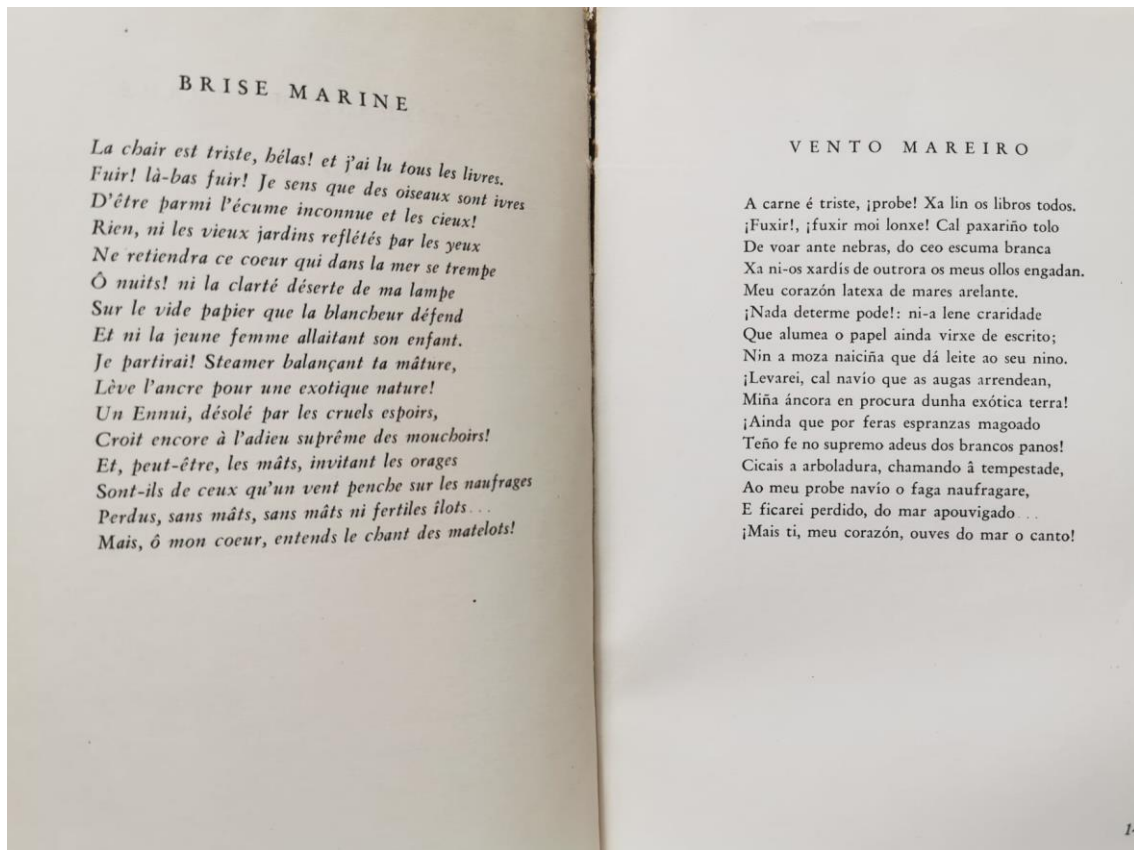 BRISE MARINE
La chair est triste, hélas! et j'ai lu tous les livres.
Fuir! là-bas fuir! Je sens que des oiseaux sont ivres
D'être parmi l'écume inconnue et les cieux!
Rien, ni les vieux jardins reflétés par les yeux
Ne retiendra ce coeur qui dans la mer se trempe
Ô nuits! ni la clarté déserte de ma lampe
Sur le vide papier que la blancheur défend
Et ni la jeune femme allaitant son enfant.
Je partirai! Steamer balançant ta mâture,
Lève l'ancre pour une exotique nature!
Un Ennui, désolé par les cruels espoirs,
Croit encore à l'adieu suprême des mouchoirs!
Et, peut-être, les mâts, invitant les orages
Sont-ils de ceux qu'un vent penche sur les naufrages
Perdus, sans mâts, sans mâts ni fertiles îlots...
Mais, ô mon coeur, entends le chant des matelots!
VENTO MAREIRO
A carne é triste, ¡probe! Xa lin os libros todos.
¡Fuxir!, ¡fuxir moi lonxe! Cal paxariño tolo
De voar ante nebras, do ceo escuma branca
Xa ni-os xardís de outrora os meus ollos engadan.
Meu corazón latexa de mares arelante.
¡Nada determe pode!: ni-a lene craridade
Que alumea o papel ainda virxe de escrito;
Nin a moza naiciña que dá leite ao seu nino.
¡Levarei, cal navío que as augas arrendean,
Miña áncora en procura dunha exótica terra!
¡Ainda que por feras espranzas magoado
Teño fe no supremo adeus dos brancos panos!
Cicais a arboladura, chamando â tempestade,
Ao meu probe navío o faga naufragare,
E ficarei perdido, do mar apouvigado...
¡Mais ti, meu corazón, ouves do mar o canto!